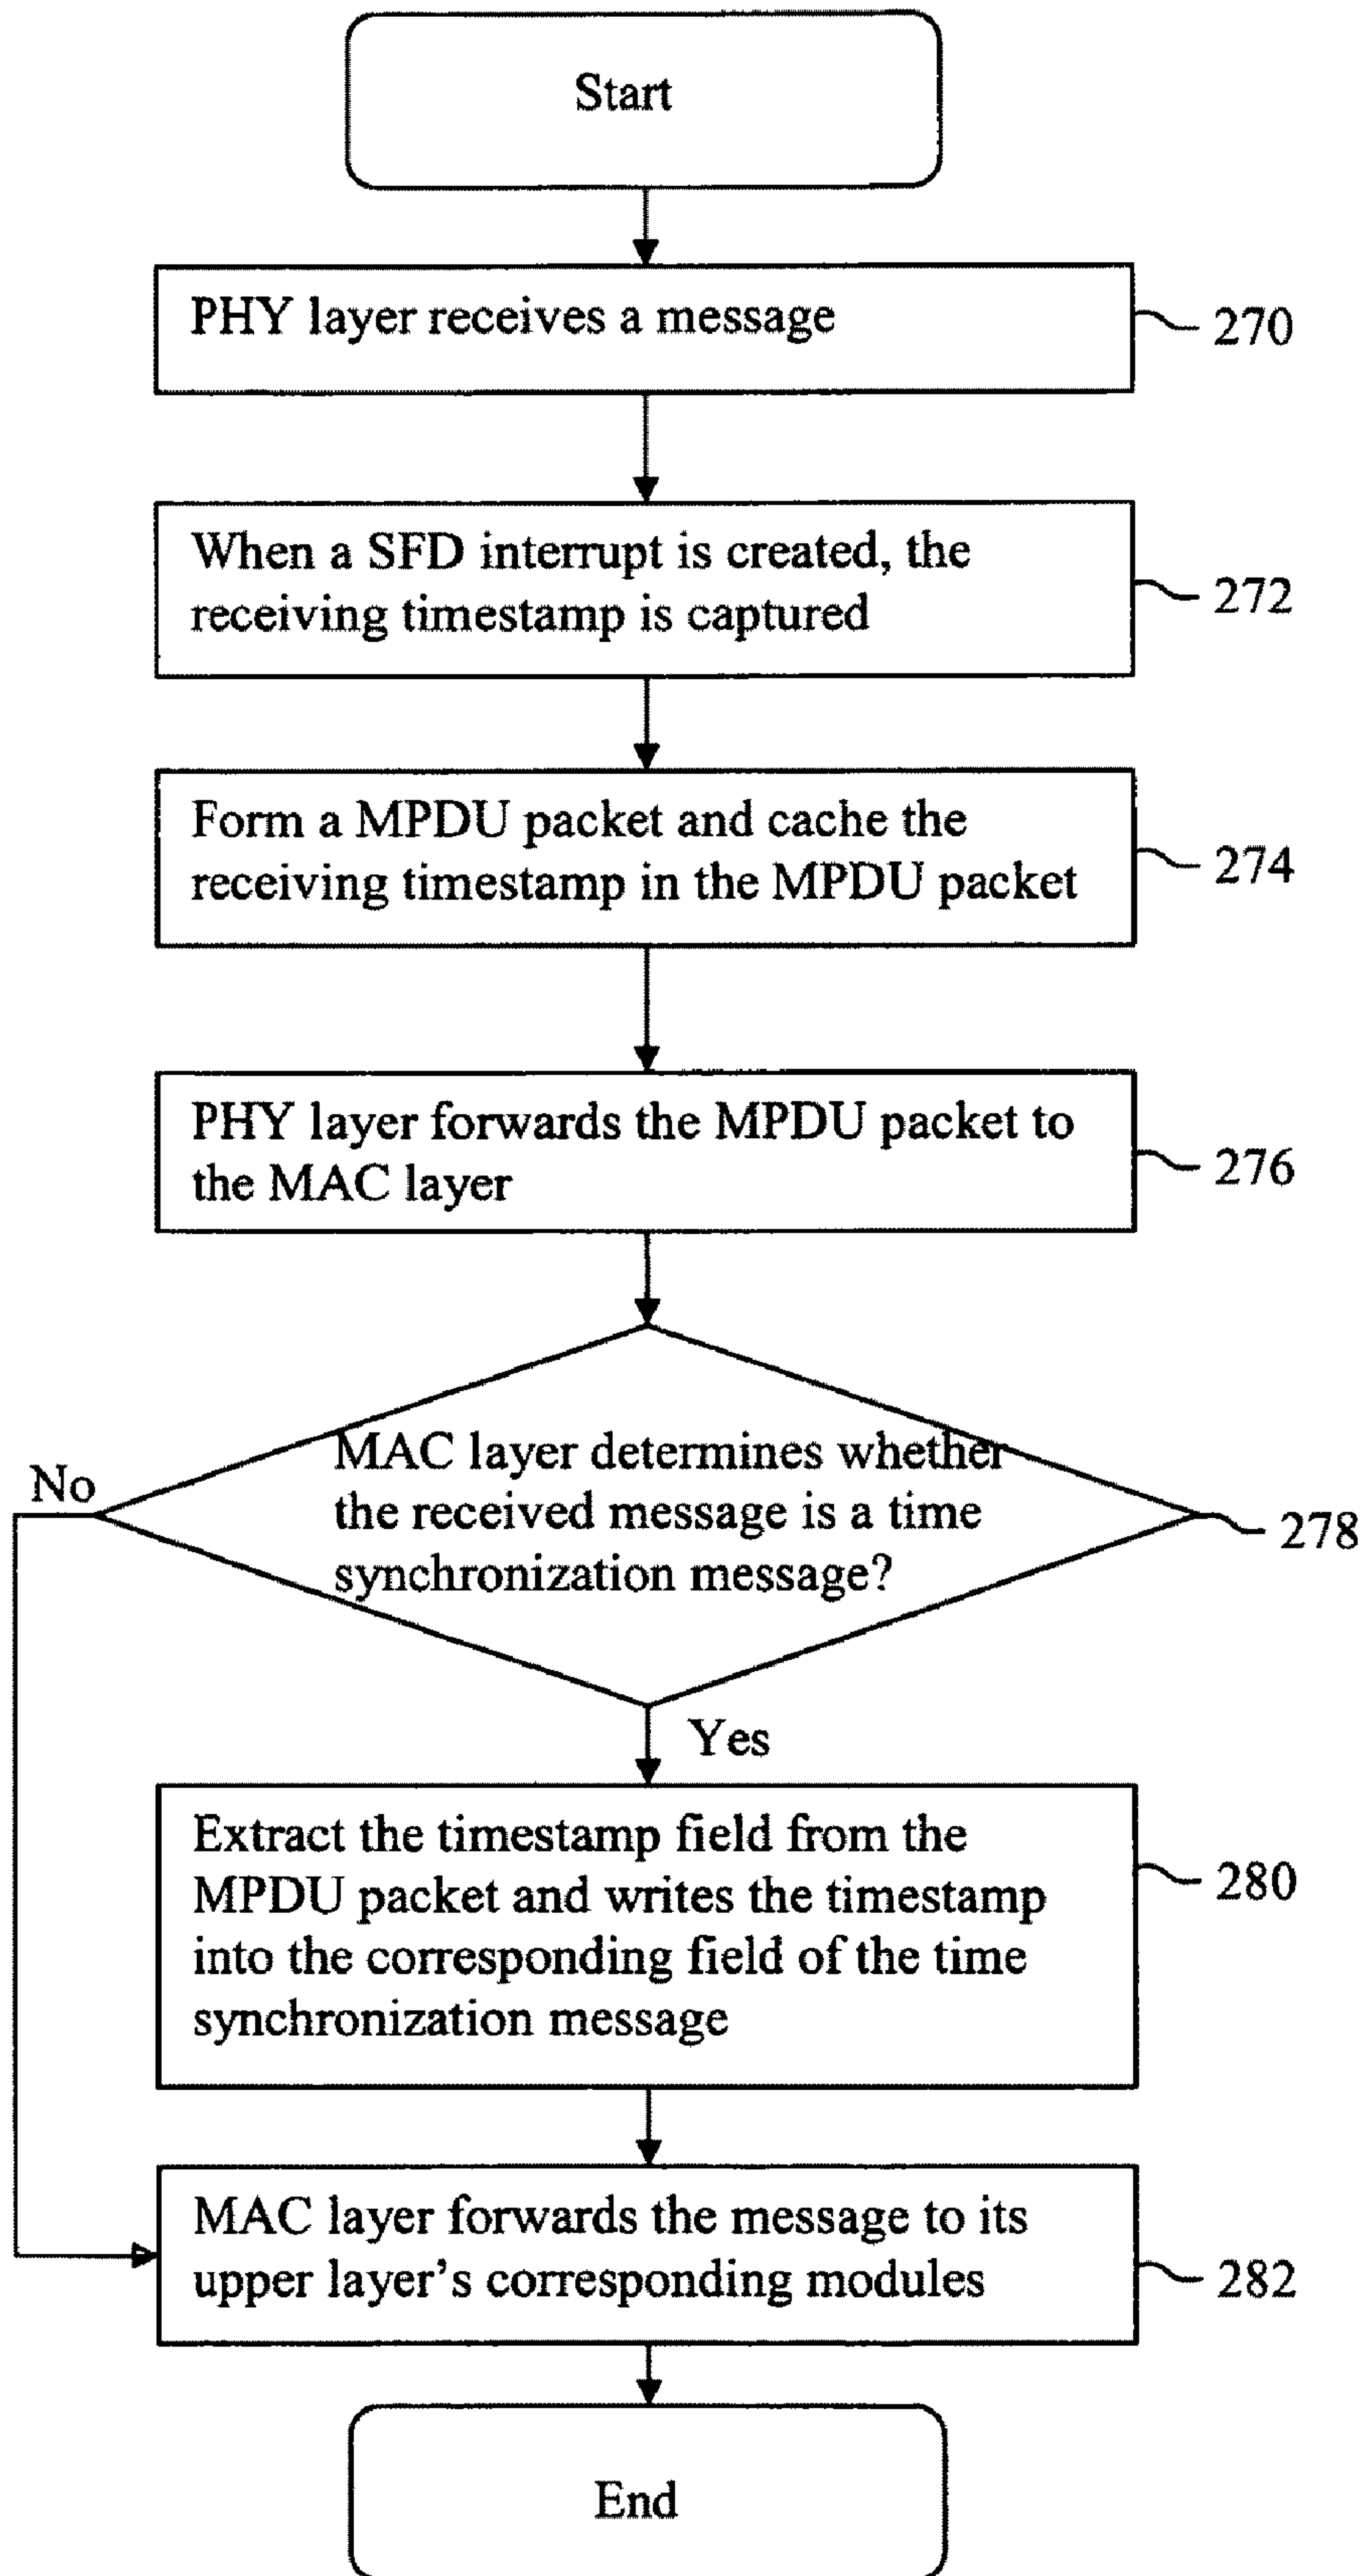 Start
PHY layer receives a message
270
When a SFD interrupt is created, the
receiving timestamp is captured
272
Form a MPDU packet and cache the
receiving timestamp in the MPDU packet
274
PHY layer forwards the MPDU packet to
the MAC layer
276
MAC layer determines whether
the received message is a time
synchronization message?
No
278
Yes
Extract the timestamp field from the
MPDU packet and writes the timestamp
into the corresponding field of the time
synchronization message
280
MAC layer forwards the message to its
upper layer's corresponding modules
282
End